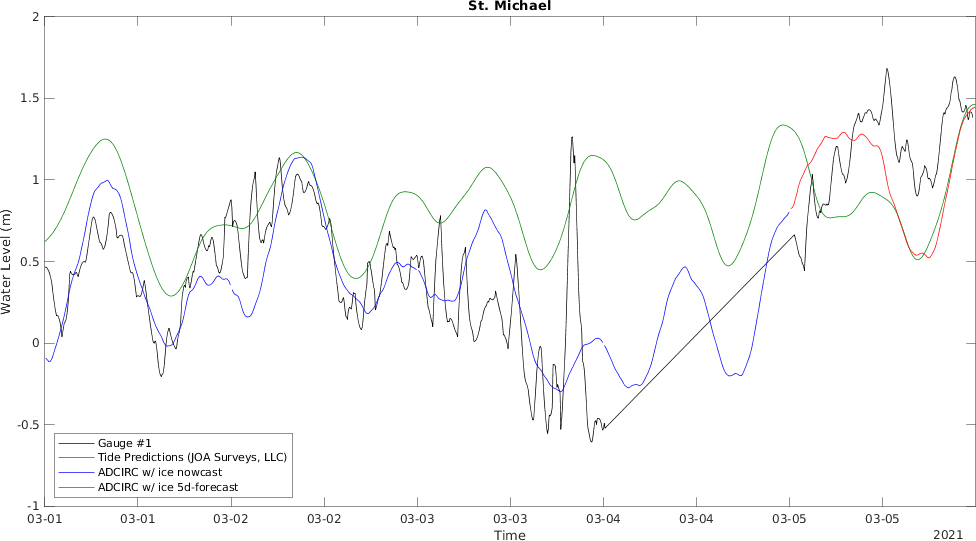 St. Michael
2
1.5
1
0.5
0
-0.5
-1
Water Level (m)
Gauge #1
Tide Predictions (JOA Surveys, LLC)
ADCIRC w/ ice nowcast
ADCIRC w/ ice 5d-forecast
03-01 03-01 03-02 03-02 03-03 03-03 03-04 03-04 03-05 03-05
Time
2021